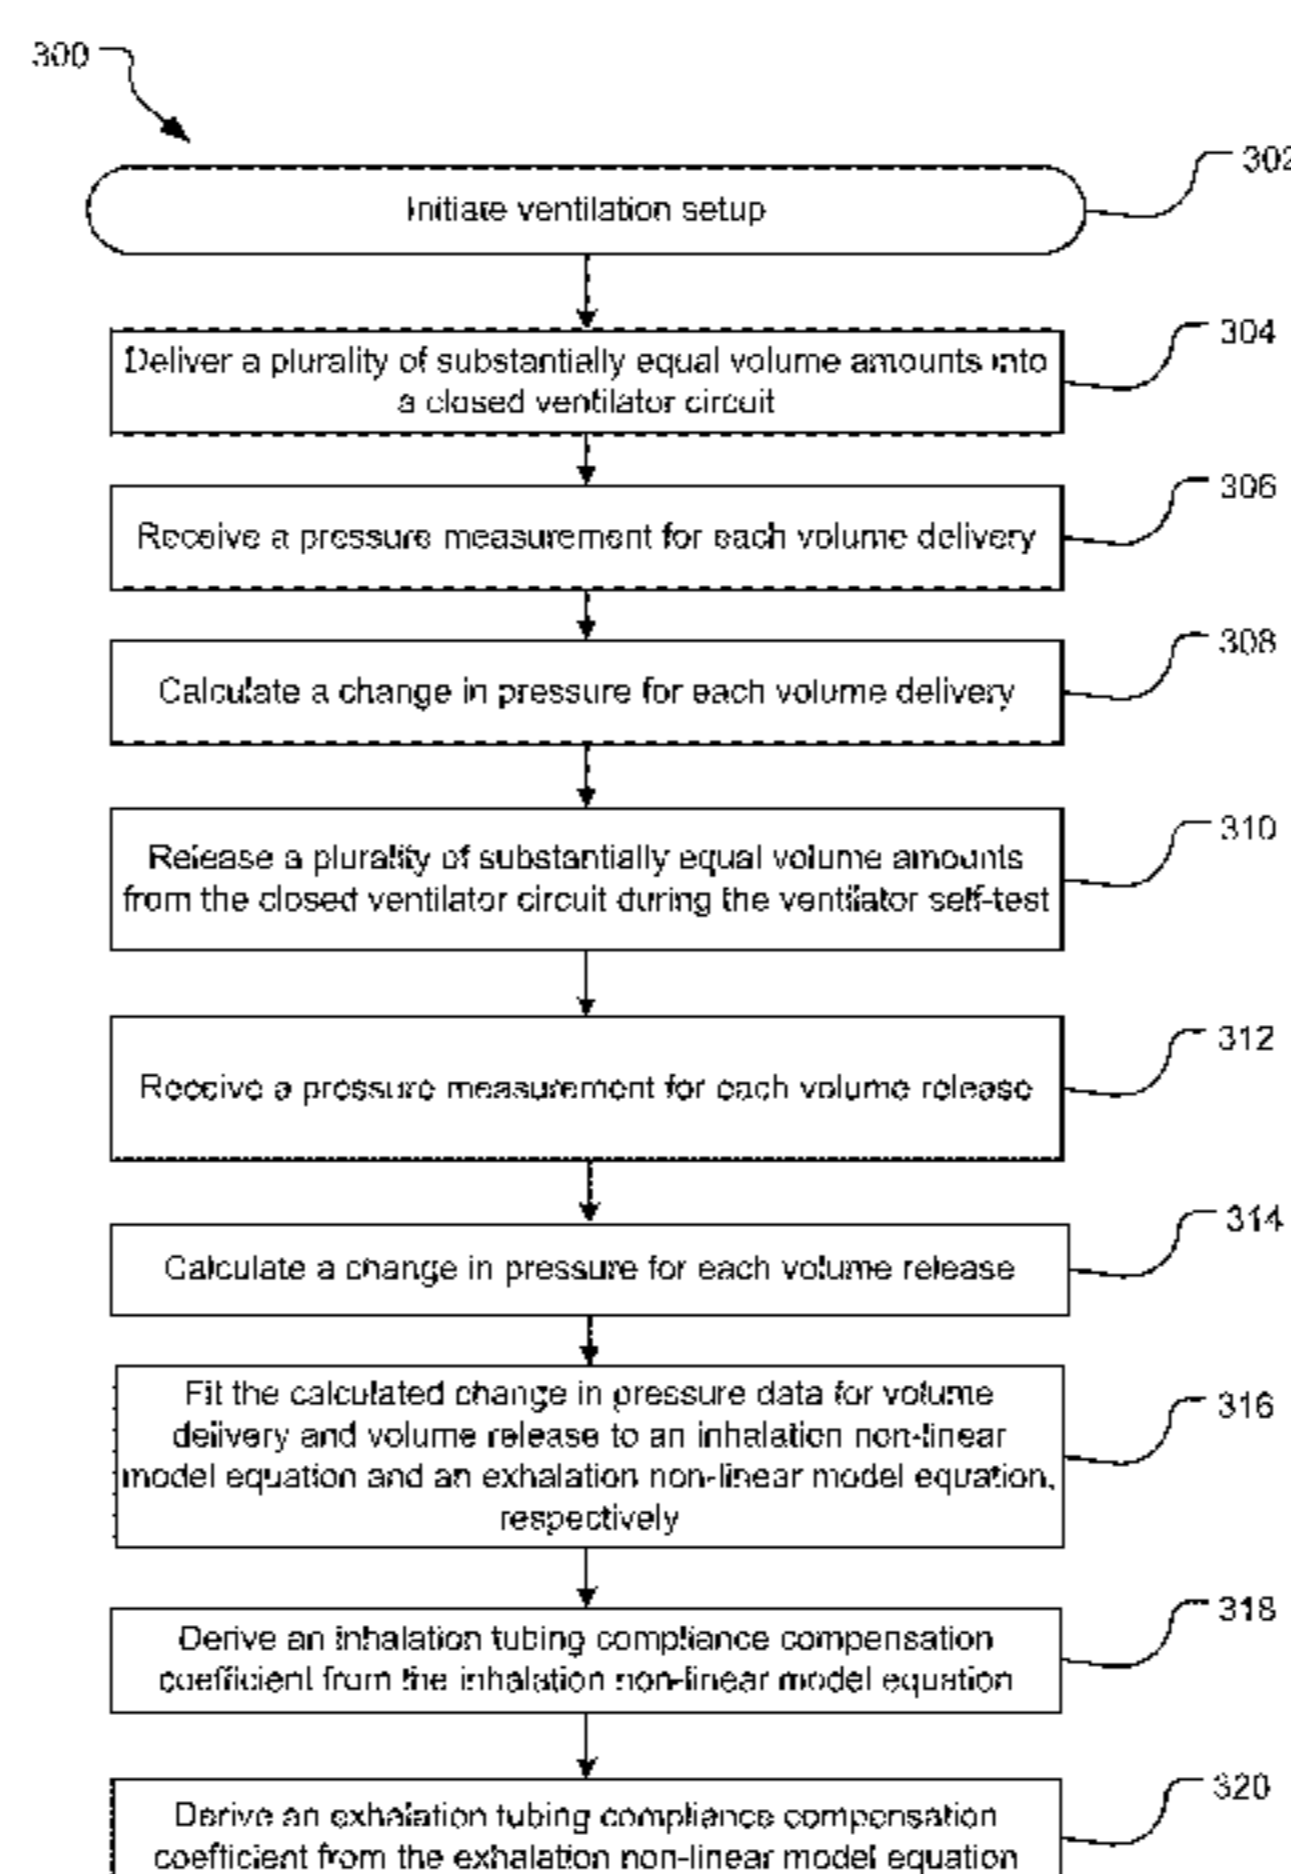 300
302
Initiate ventilation setup
304
Deliver a plurality of substantially equal volume amounts into
a closed ventilator circuit
306
Receive a pressure measurement for each volume delivery
308
Calculate a change in pressure for each volume delivery
310
Release a plurality of substantially equal volume amounts
from the closed ventilator circuit during the ventilator self-test
312
Receive a pressure measurement for each volume release
314
Calculate a change in pressure for each volume release
316
Fit the calculated change in pressure data for volume
delivery and volume release to an inhalation non-linear
model equation and an exhalation non-linear model equation,
respectively
318
Derive an inhalation tubing compliance compensation
coefficient from the inhalation non-linear model equation
320
Derive an exhalation tubing compliance compensation
coefficient from the exhalation non-linear model equation